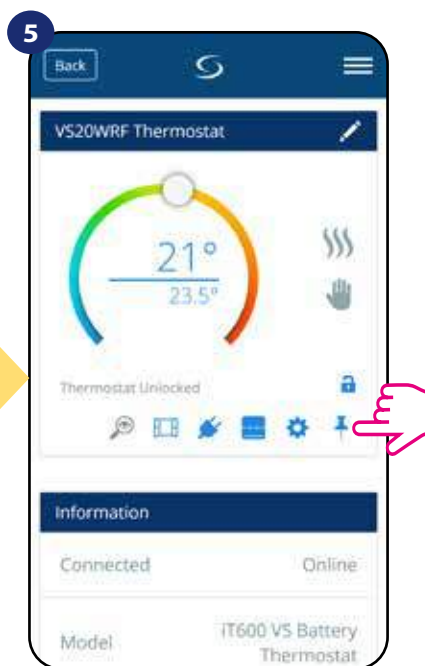 5
Back
VS20WRF Thermostat
21°
23.5°
Thermostat Unlocked
Information
Connected Online
Model iT600 VS Battery
Thermostat